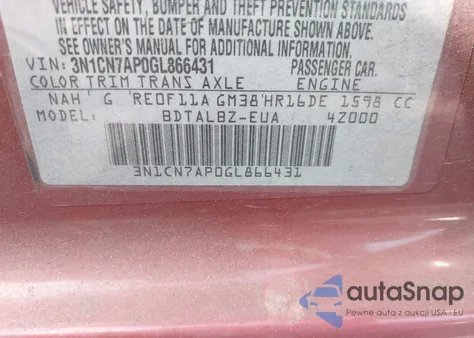 VEHICLE SAFETY, BUMPER AND THEFT PREVENTION STANDARDS
IN EFFECT ON THE DATE OF MANUFACTURE SHOWN ABOVE.
SEE OWNER'S MANUAL FOR ADDITIONAL INFORMATION.
VIN: 3N1CN7AP0GL866431 PASSENGER CAR.
COLOR TRIM TRANS AXLE ENGINE
NAH G RE0F11A GM38 HR16DE 1598 CC
MODEL: BDTALBZ-EUA 4Z000
3N1CN7AP0GL866431
autaSnap
Pewne auta z aukcji USA i EU